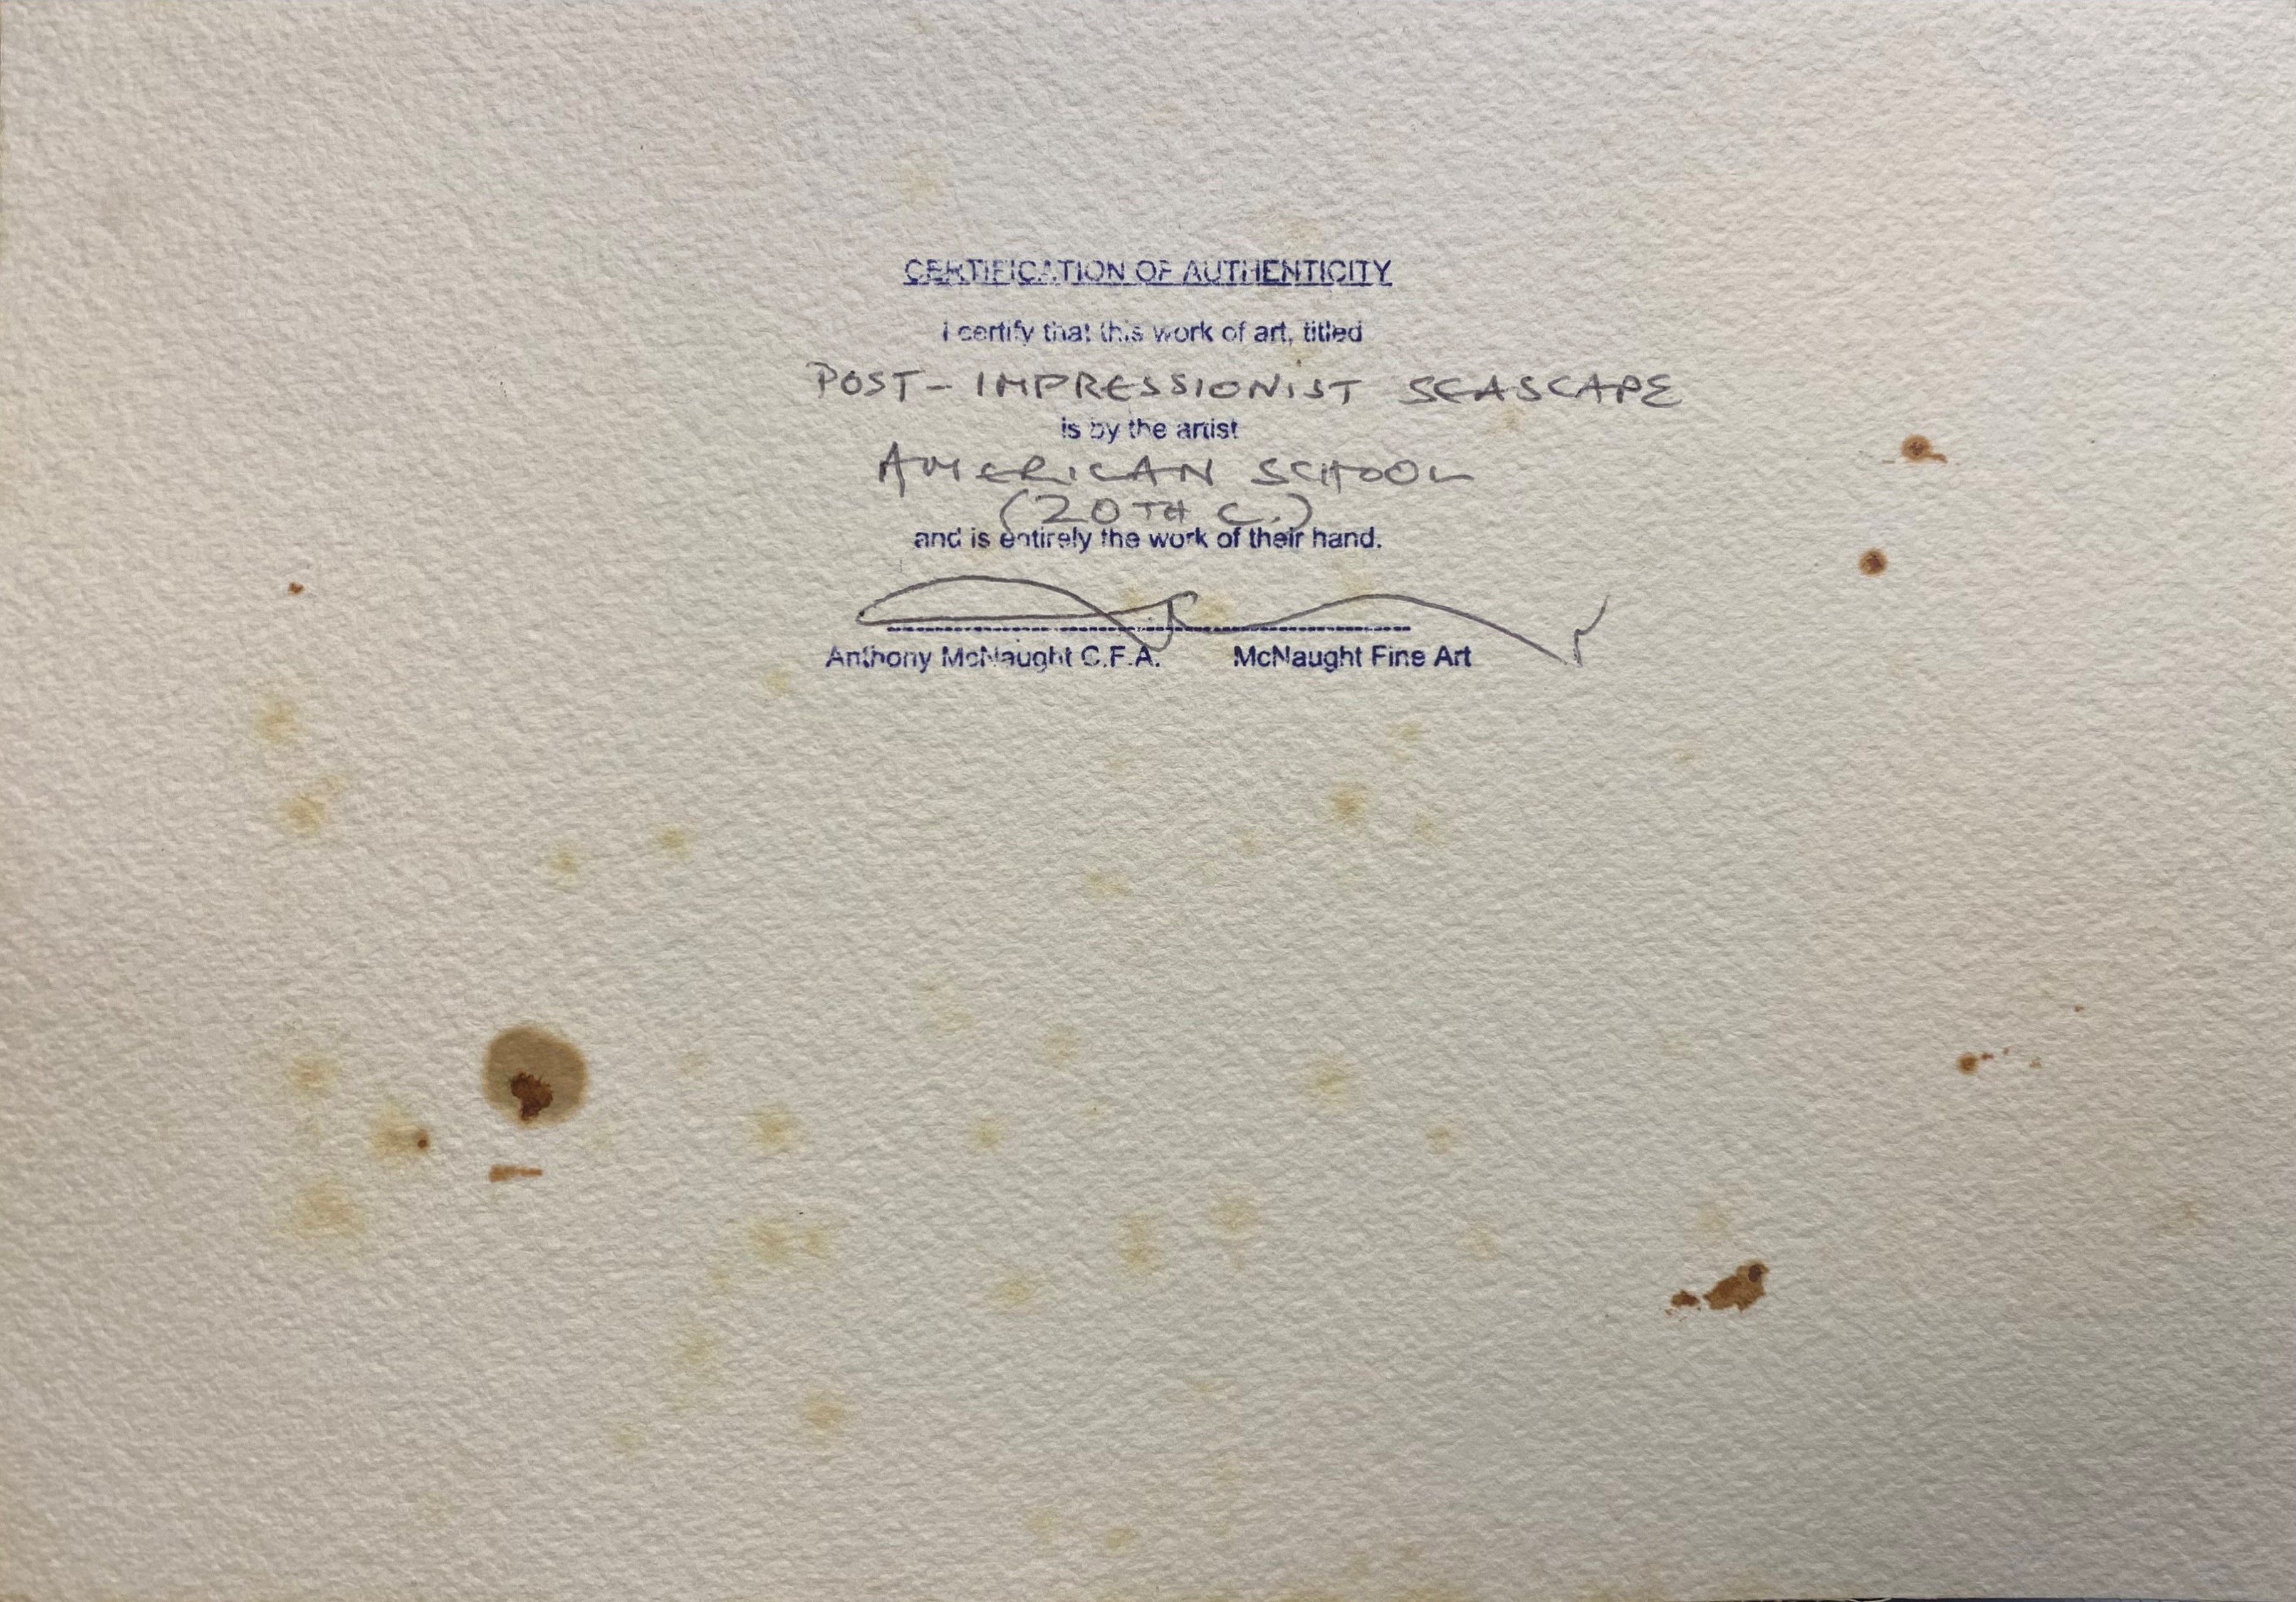 CERTIFICATION OF AUTHENTICITY
I certify that this work of art, titled
POST-IMPRESSIONIST SEASCAPE
is by the artist
AMERICAN SCHOOL
(20TH C.)
and is entirely the work of their hand.
Anthony McNaught C.F.A. McNaught Fine Art